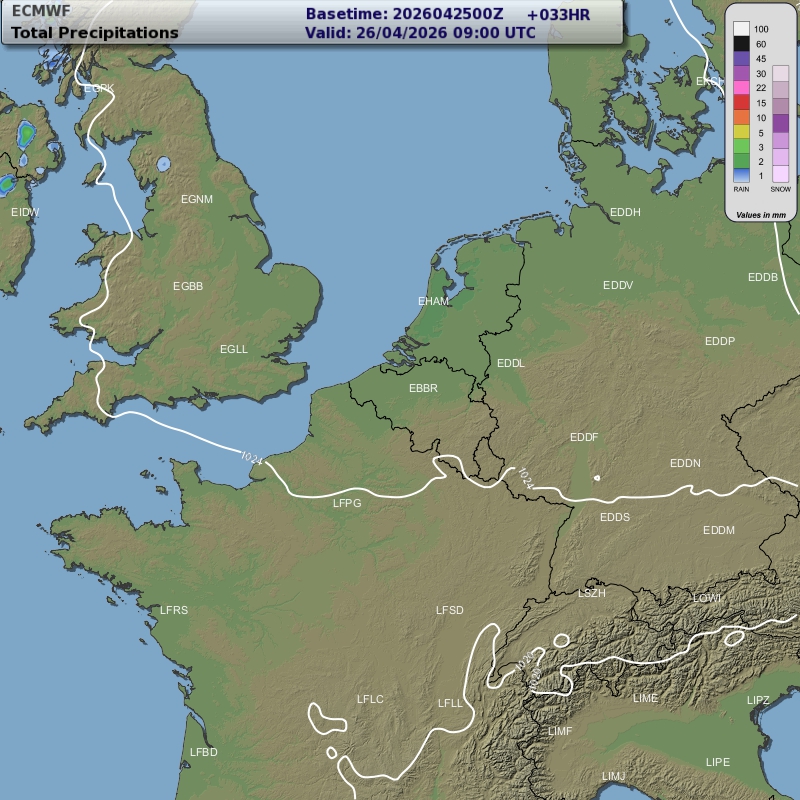 ECMWF
Total Precipitations
Basetime: 2026042500Z +033HR
Valid: 26/04/2026 09:00 UTC
100
60
45
30
22
15
10
5
3
2
1
RAIN SNOW
Values in mm
EGPK
EIDW
EGNM
EDDH
EGBB
EDDV
EDDB
EHAM
EGLL
EDDP
EDDL
EBBR
EDDF
1024
EDDN
1024
LFPG
EDDS
EDDM
LSZH
LOWI
LFRS
LFSD
1020
1020
LFLC
LFLL
LIME
LIPZ
LIMF
LFBD
LIPE
LIMJ